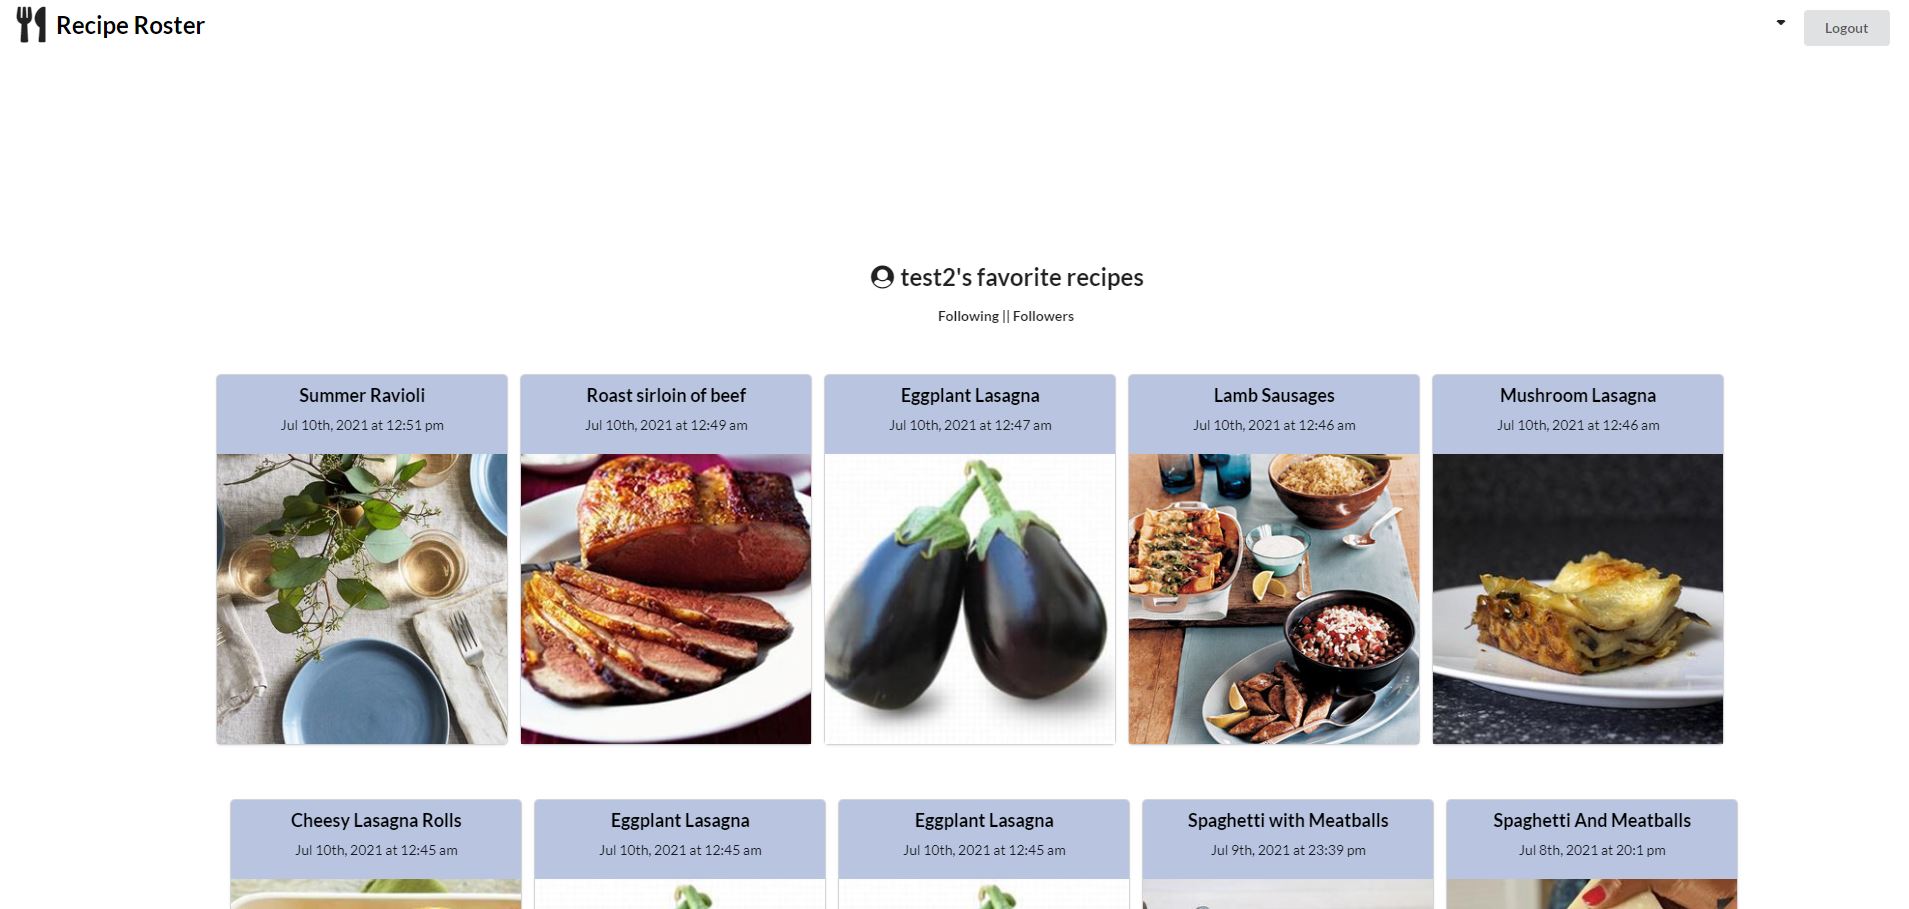 Recipe Roster
Logout
test2's favorite recipes
Following || Followers
Summer Ravioli
Jul 10th, 2021 at 12:51 pm
Roast sirloin of beef
Jul 10th, 2021 at 12:49 am
Eggplant Lasagna
Jul 10th, 2021 at 12:47 am
Lamb Sausages
Jul 10th, 2021 at 12:46 am
Mushroom Lasagna
Jul 10th, 2021 at 12:46 am
Cheesy Lasagna Rolls
Jul 10th, 2021 at 12:45 am
Eggplant Lasagna
Jul 10th, 2021 at 12:45 am
Eggplant Lasagna
Jul 10th, 2021 at 12:45 am
Spaghetti with Meatballs
Jul 9th, 2021 at 23:39 pm
Spaghetti And Meatballs
Jul 8th, 2021 at 20:1 pm